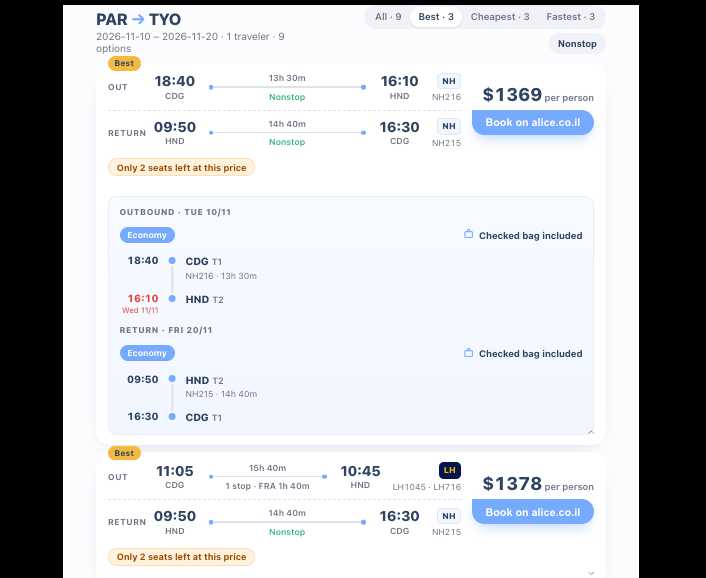 PAR → TYO
2026-11-10 – 2026-11-20 · 1 traveler · 9 options
All · 9
Best · 3
Cheapest · 3
Fastest · 3
Nonstop
Best
OUT
18:40
CDG
13h 30m
Nonstop
16:10
HND
NH
NH216
$1369 per person
Book on alice.co.il
RETURN
09:50
HND
14h 40m
Nonstop
16:30
CDG
NH
NH215
Only 2 seats left at this price
OUTBOUND · TUE 10/11
Economy
Checked bag included
18:40
CDG T1
NH216 · 13h 30m
16:10
Wed 11/11
HND T2
RETURN · FRI 20/11
Economy
Checked bag included
09:50
HND T2
NH215 · 14h 40m
16:30
CDG T1
Best
OUT
11:05
CDG
15h 40m
1 stop · FRA 1h 40m
10:45
HND
LH
LH1045 · LH716
$1378 per person
Book on alice.co.il
RETURN
09:50
HND
14h 40m
Nonstop
16:30
CDG
NH
NH215
Only 2 seats left at this price